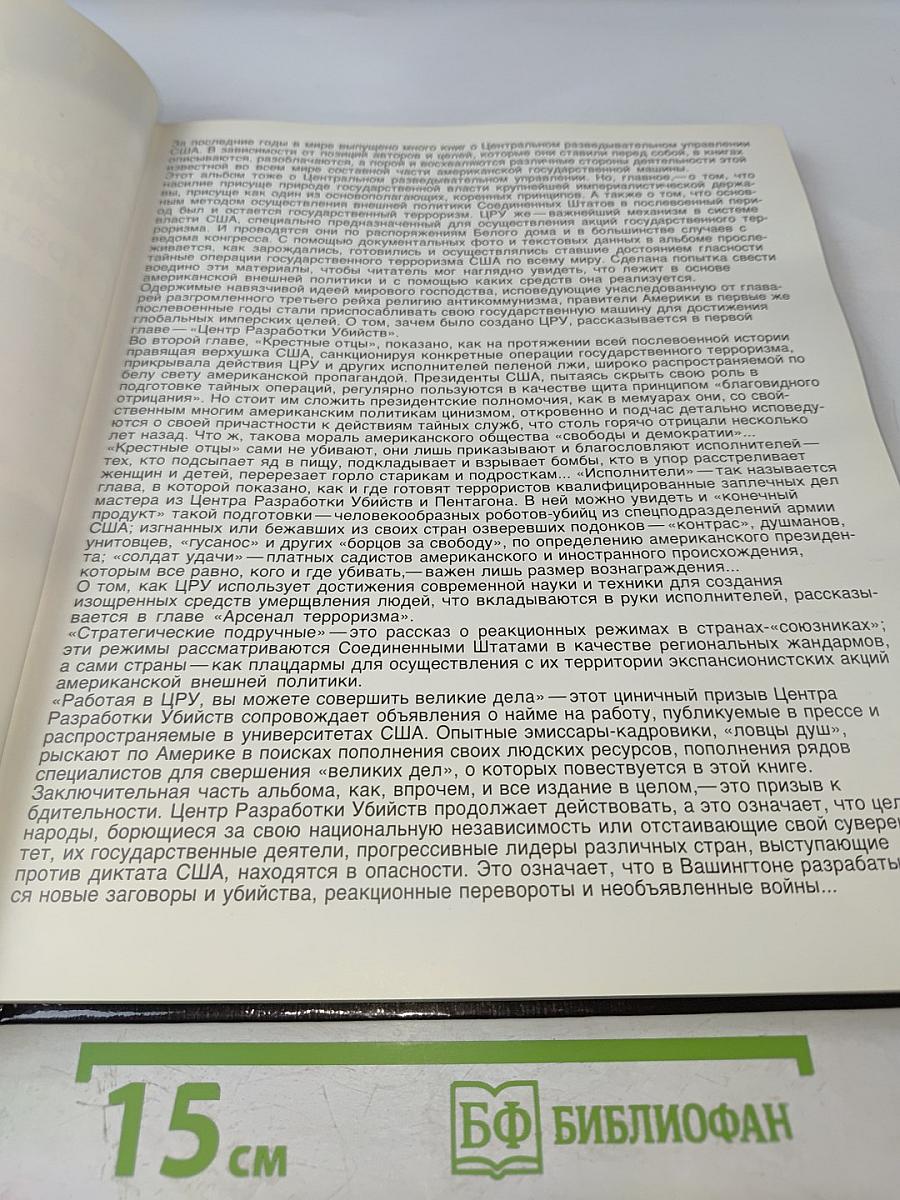 За последние годы в мире выпущено много книг о Центральном разведывательном управлении
США. В зависимости от позиций авторов и целей, которые они ставили перед собой, в книгах
описываются, разоблачаются, а порой и восхваляются различные стороны деятельности этой
известной во всем мире составной части американской государственной машины.
Этот альбом тоже о Центральном разведывательном управлении. Но, главное,— о том, что
насилие присуще природе государственной власти крупнейшей империалистической держа-
вы, присуще как один из основополагающих, коренных принципов. А также о том, что основ-
ным методом осуществления внешней политики Соединенных Штатов в послевоенный пери-
од был и остается государственный терроризм. ЦРУ же — важнейший механизм в системе
власти США, специально предназначенный для осуществления акций государственного тер-
роризма. И проводятся они по распоряжениям Белого дома и в большинстве случаев с
ведома конгресса. С помощью документальных фото и текстовых данных в альбоме просле-
живается, как зарождались, готовились и осуществлялись ставшие достоянием гласности
тайные операции государственного терроризма США по всему миру. Сделана попытка свести
воедино эти материалы, чтобы читатель мог наглядно увидеть, что лежит в основе
американской внешней политики и с помощью каких средств она реализуется.
Одержимые навязчивой идеей мирового господства, исповедующие унаследованную от глава-
рей разгромленного третьего рейха религию антикоммунизма, правители Америки в первые же
послевоенные годы стали приспосабливать свою государственную машину для достижения
глобальных имперских целей. О том, зачем было создано ЦРУ, рассказывается в первой
главе — «Центр Разработки Убийств».
Во второй главе, «Крестные отцы», показано, как на протяжении всей послевоенной истории
правящая верхушка США, санкционируя конкретные операции государственного терроризма,
прикрывала действия ЦРУ и других исполнителей пеленой лжи, широко распространяемой по
белу свету американской пропагандой. Президенты США, пытаясь скрыть свою роль в
подготовке тайных операций, регулярно пользуются в качестве щита принципом «благовидного
отрицания». Но стоит им сложить президентские полномочия, как в мемуарах они, со свой-
ственным многим американским политикам цинизмом, откровенно и подчас детально исповеду-
ются о своей причастности к действиям тайных служб, что столь горячо отрицали несколько
лет назад. Что ж, такова мораль американского общества «свободы и демократии»...
«Крестные отцы» сами не убивают, они лишь приказывают и благословляют исполнителей —
тех, кто подсыпает яд в пищу, подкладывает и взрывает бомбы, кто в упор расстреливает
женщин и детей, перерезает горло старикам и подросткам... «Исполнители» — так называется
глава, в которой показано, как и где готовят террористов квалифицированные заплечных дел
мастера из Центра Разработки Убийств и Пентагона. В ней можно увидеть и «конечный
продукт» такой подготовки — человекообразных роботов-убийц из спецподразделений армии
США; изгнанных или бежавших из своих стран озверевших подонков — «контрас», душманов,
унитовцев, «гусанос» и других «борцов за свободу», по определению американского президен-
та; «солдат удачи» — платных садистов американского и иностранного происхождения,
которым все равно, кого и где убивать,— важен лишь размер вознаграждения...
О том, как ЦРУ использует достижения современной науки и техники для создания
изощренных средств умерщвления людей, что вкладываются в руки исполнителей, рассказы-
вается в главе «Арсенал терроризма».
«Стратегические подручные» — это рассказ о реакционных режимах в странах-«союзниках»;
эти режимы рассматриваются Соединенными Штатами в качестве региональных жандармов,
а сами страны — как плацдармы для осуществления с их территории экспансионистских акций
американской внешней политики.
«Работая в ЦРУ, вы можете совершить великие дела» — этот циничный призыв Центра
Разработки Убийств сопровождает объявления о найме на работу, публикуемые в прессе и
распространяемые в университетах США. Опытные эмиссары-кадровики, «ловцы душ»,
рыскают по Америке в поисках пополнения своих людских ресурсов, пополнения рядов
специалистов для свершения «великих дел», о которых повествуется в этой книге.
Заключительная часть альбома, как, впрочем, и все издание в целом,— это призыв к
бдительности. Центр Разработки Убийств продолжает действовать, а это означает, что цел
народы, борющиеся за свою национальную независимость или отстаивающие свой сувере
тет, их государственные деятели, прогрессивные лидеры различных стран, выступающие
против диктата США, находятся в опасности. Это означает, что в Вашингтоне разрабаты
ся новые заговоры и убийства, реакционные перевороты и необъявленные войны...
15 см
БФ БИБЛИОФАН